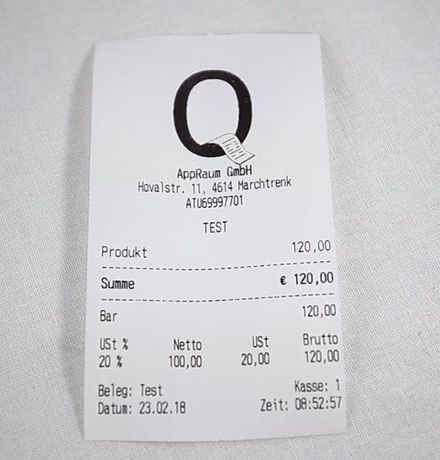 Q
AppRaum GmbH
Hovalstr. 11, 4614 Marchtrenk
ATU69997701
TEST
Produkt 120,00
Summe € 120,00
Bar 120,00
USt % Netto USt Brutto
20 % 100,00 20,00 120,00
Beleg: Test Kasse: 1
Datum: 23.02.18 Zeit: 08:52:57